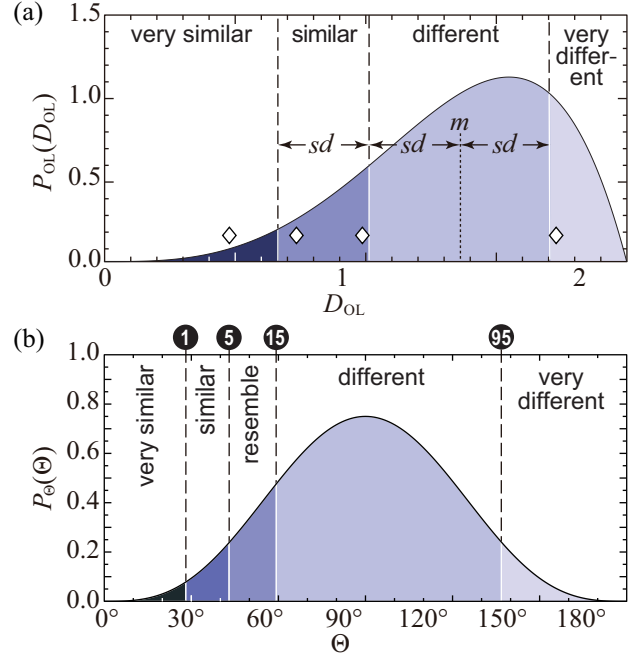 (a)
1.5
1.0
0.5
0.0
P_OL(D_OL)
very similar
similar
different
very
differ-
ent
sd
sd
m
sd
0
1
2
D_OL
(b)
1
5
15
95
1.0
0.8
0.6
0.4
0.2
0.0
P_Θ(Θ)
very similar
similar
resemble
different
very
different
0°
30°
60°
90°
120°
150°
180°
Θ